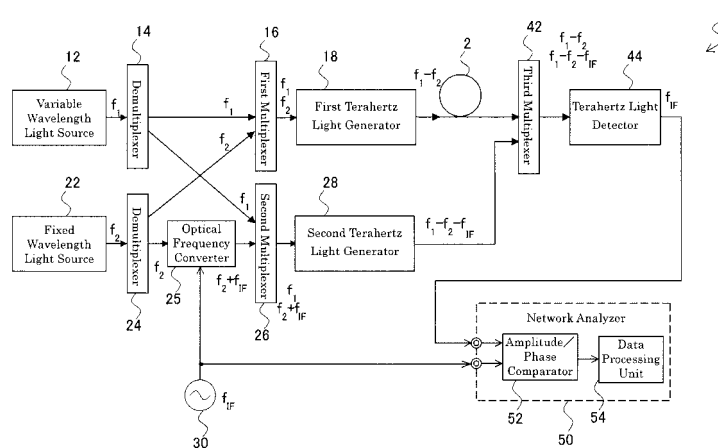 14
16
42
f₁−f₂
f₁−f₂−fIF
12
18
2
44
Variable
Wavelength
Light Source
f₁
Demultiplexer
f₁
f₂
First Multiplexer
f₁
f₂
First Terahertz
Light Generator
f₁−f₂
Third Multiplexer
Terahertz Light
Detector
fIF
22
28
Fixed
Wavelength
Light Source
f₂
Demultiplexer
f₂
Optical
Frequency
Converter
f₁
f₂+fIF
Second Multiplexer
f₁
f₂+fIF
Second Terahertz
Light Generator
f₁−f₂−fIF
24
25
26
Network Analyzer
Amplitude/
Phase
Comparator
Data
Processing
Unit
fIF
30
52
50
54